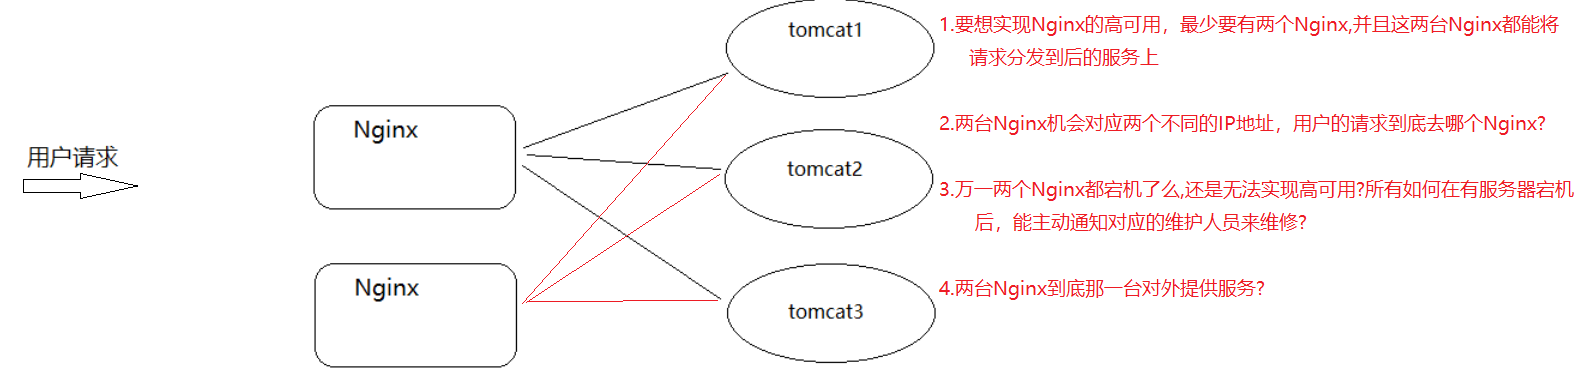 用户请求
Nginx
Nginx
tomcat1
tomcat2
tomcat3
1.要想实现Nginx的高可用，最少要有两个Nginx,并且这两台Nginx都能将
请求分发到后的服务上
2.两台Nginx机会对应两个不同的IP地址，用户的请求到底去哪个Nginx?
3.万一两个Nginx都宕机了么,还是无法实现高可用?所有如何在有服务器宕机
后，能主动通知对应的维护人员来维修?
4.两台Nginx到底那一台对外提供服务?